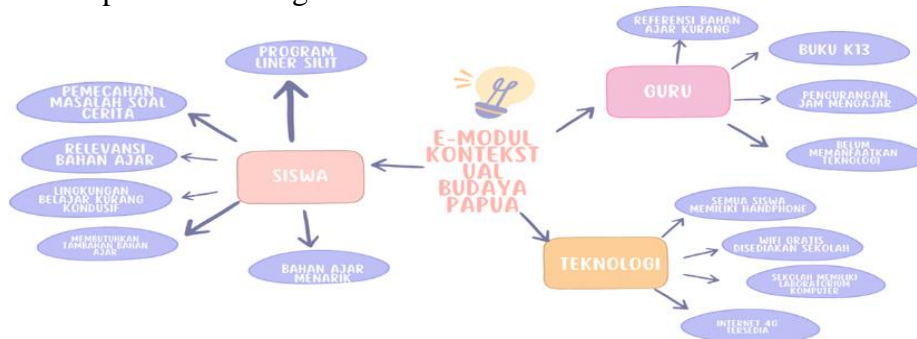 PROGRAM
LINER SILIT
PEMECAHAN
MASALAH SOAL
CERITA
RELEVANSI
BAHAN AJAR
LINGKUNGAN
BELAJAR KURANG
KONDUSIF
MEMBUTUHKAN
TAMBAHAN BAHAN
AJAR
SISWA
BAHAN AJAR
MENARIK
E-MODUL
KONTEKST
UAL
BUDAYA
PAPUA
REFERENSI BAHAN
AJAR KURANG
GURU
BUKU K13
PENGURANGAN
JAM MENGAJAR
BELUM
MEMANFAATKAN
TEKNOLOGI
TEKNOLOGI
SEMUA SISWA
MEMILIKI HANDPHONE
WIFI GRATIS
DISEDIAKAN SEKOLAH
SEKOLAH MEMILIKI
LABORATORIUM
KOMPUTER
INTERNET 4G
TERSEDIA